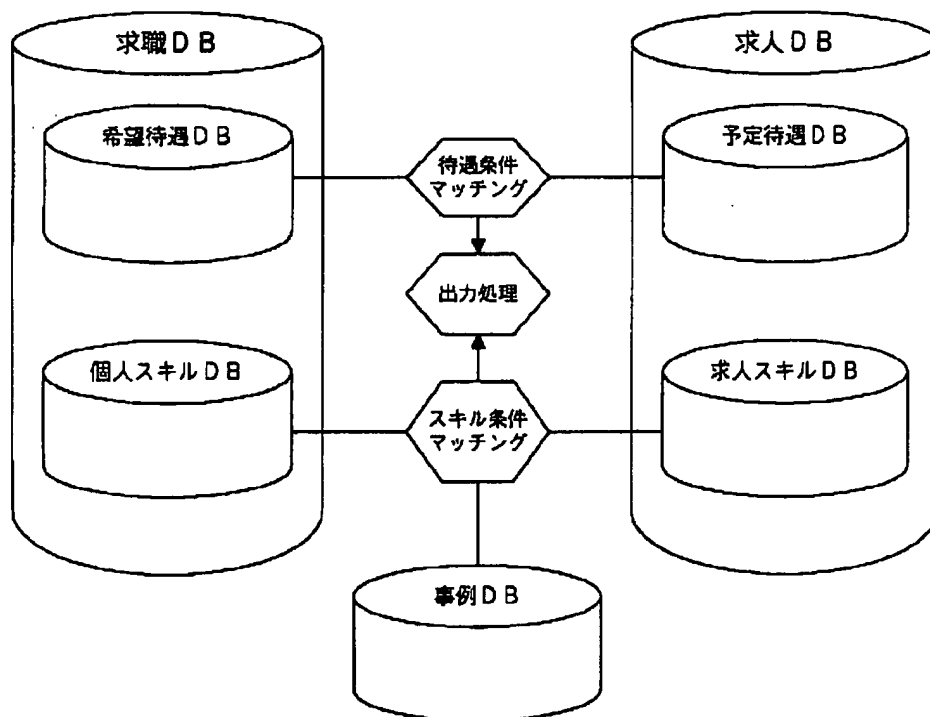 求職ＤＢ
求人ＤＢ
希望待遇ＤＢ
予定待遇ＤＢ
待遇条件
マッチング
出力処理
個人スキルＤＢ
求人スキルＤＢ
スキル条件
マッチング
事例ＤＢ